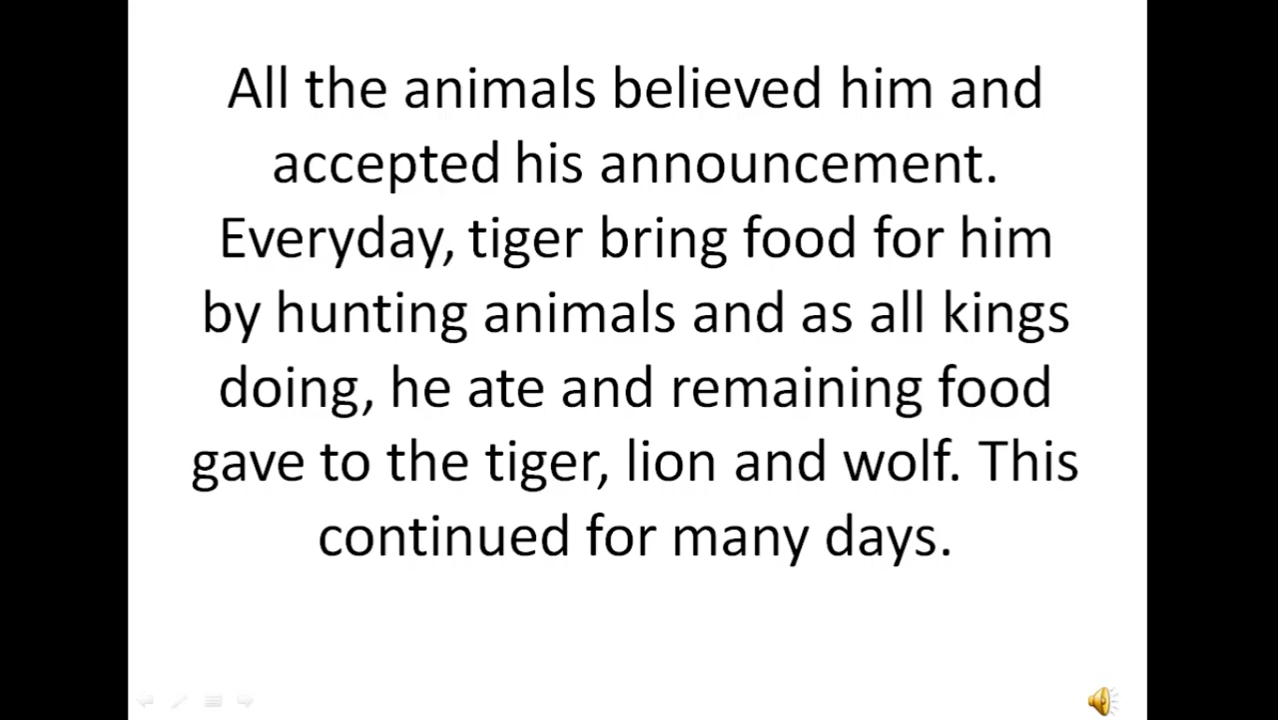 All the animals believed him and
accepted his announcement.
Everyday, tiger bring food for him
by hunting animals and as all kings
doing, he ate and remaining food
gave to the tiger, lion and wolf. This
continued for many days.